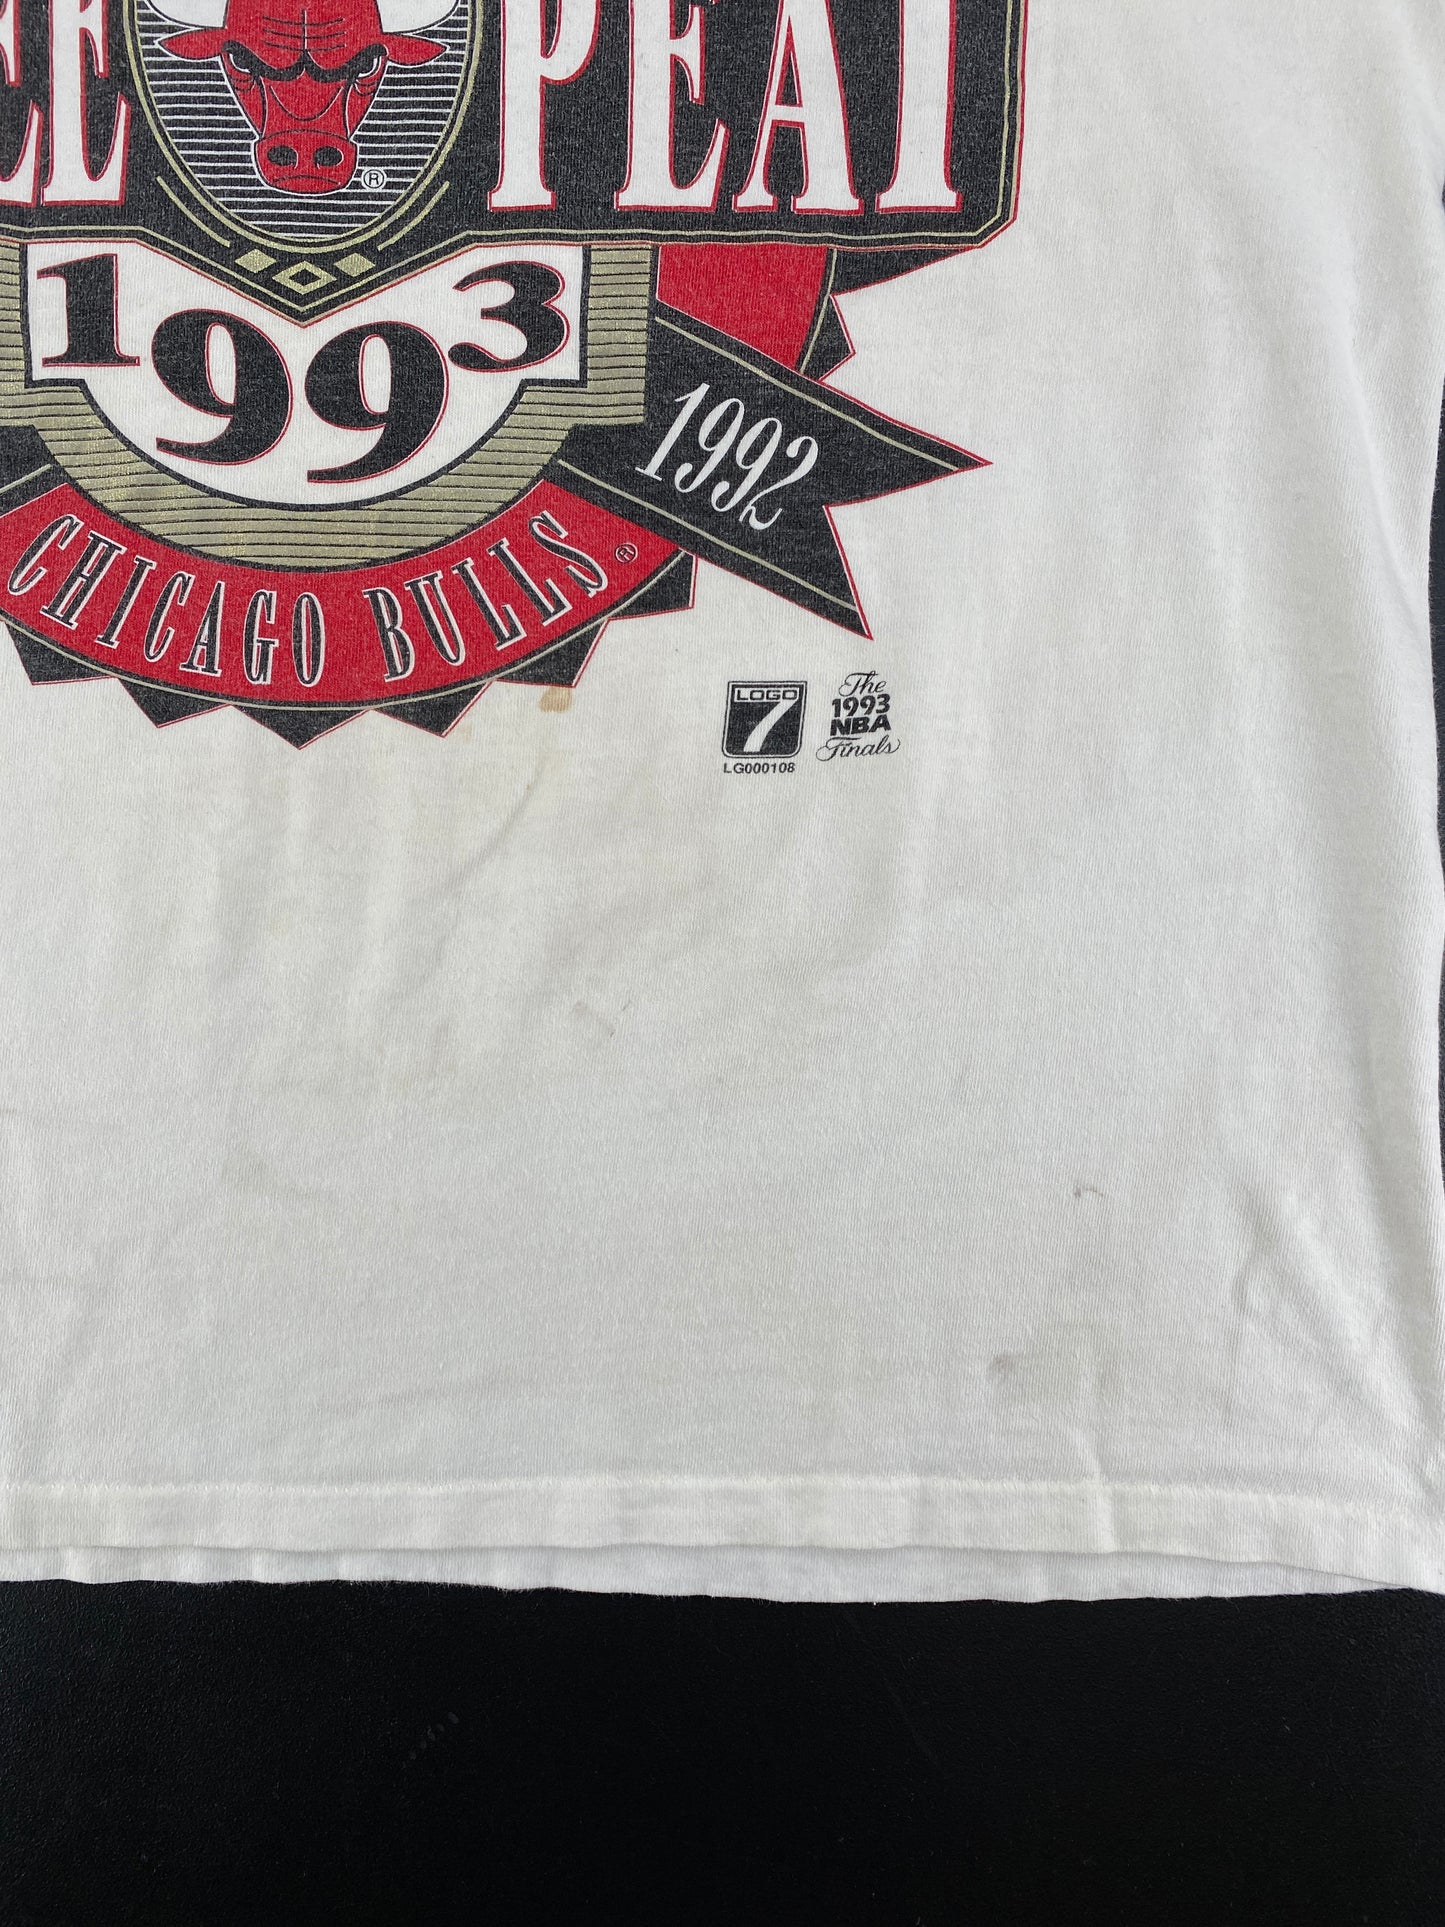 EE PEAT
®
1993
1992
CHICAGO BULLS®
LOGO
7
LG000108
The
1993
NBA
Finals